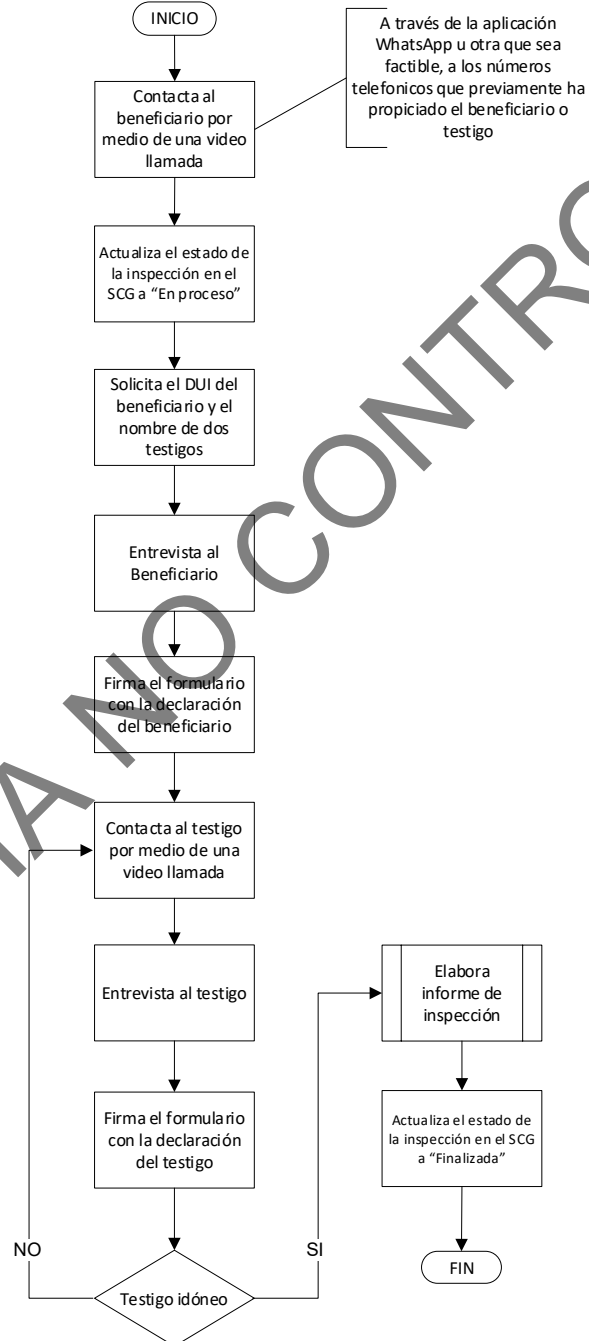 INICIO
A través de la aplicación
WhatsApp u otra que sea
factible, a los números
telefonicos que previamente ha
propiciado el beneficiario o
testigo
Contacta al
beneficiario por
medio de una video
llamada
Actualiza el estado de
la inspección en el
SCG a “En proceso”
Solicita el DUI del
beneficiario y el
nombre de dos
testigos
Entrevista al
Beneficiario
Firma el formulario
con la declaración
del beneficiario
Contacta al testigo
por medio de una
video llamada
Entrevista al testigo
Firma el formulario
con la declaración
del testigo
Testigo idóneo
NO
SI
Elabora
informe de
inspección
Actualiza el estado de
la inspección en el SCG
a “Finalizada”
FIN
NO CONTRO